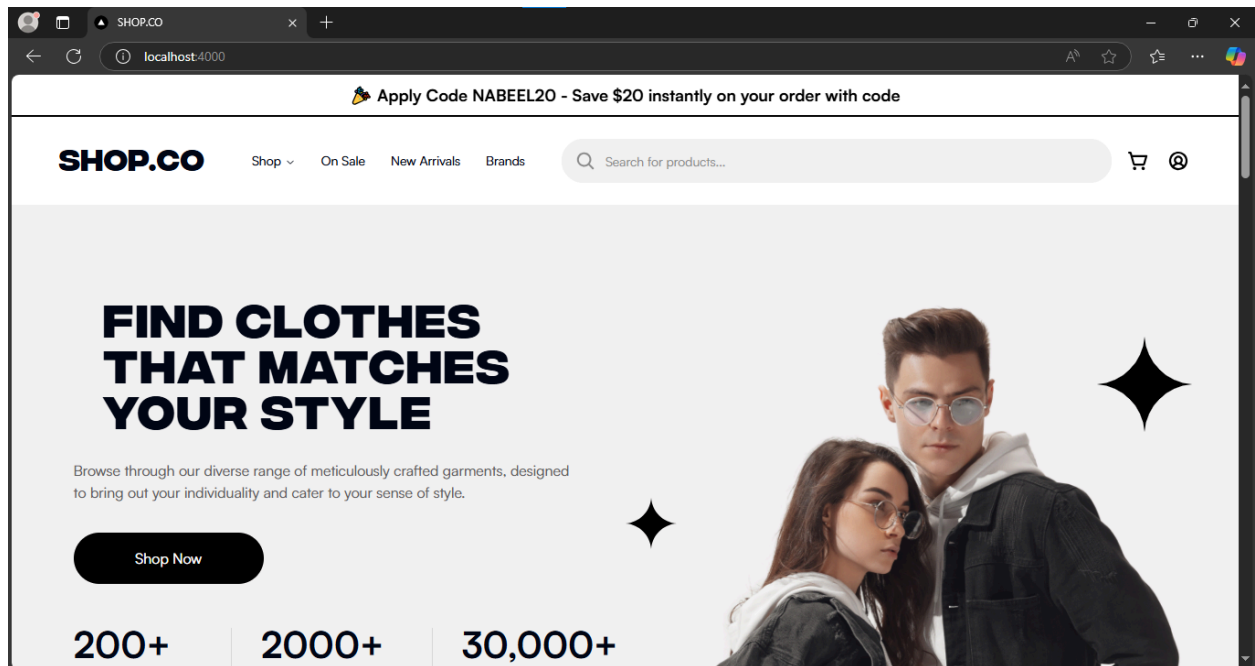 SHOP.CO
localhost:4000
Apply Code NABEEL20 - Save $20 instantly on your order with code
SHOP.CO
Shop
On Sale
New Arrivals
Brands
Search for products...
FIND CLOTHES
THAT MATCHES
YOUR STYLE
Browse through our diverse range of meticulously crafted garments, designed
to bring out your individuality and cater to your sense of style.
Shop Now
200+
2000+
30,000+